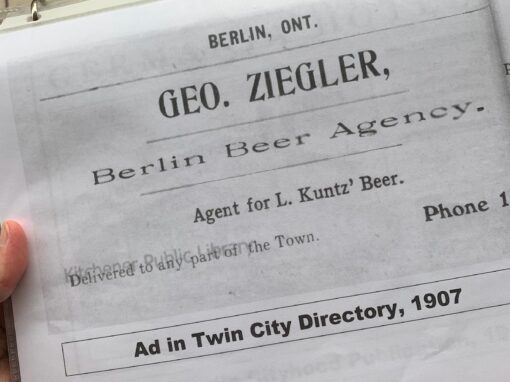 BERLIN, ONT.
GEO. ZIEGLER,
Berlin Beer Agency.
Agent for L. Kuntz' Beer.
Phone 1
Kitchener Public Library
Delivered to any part of the Town.
Ad in Twin City Directory, 1907